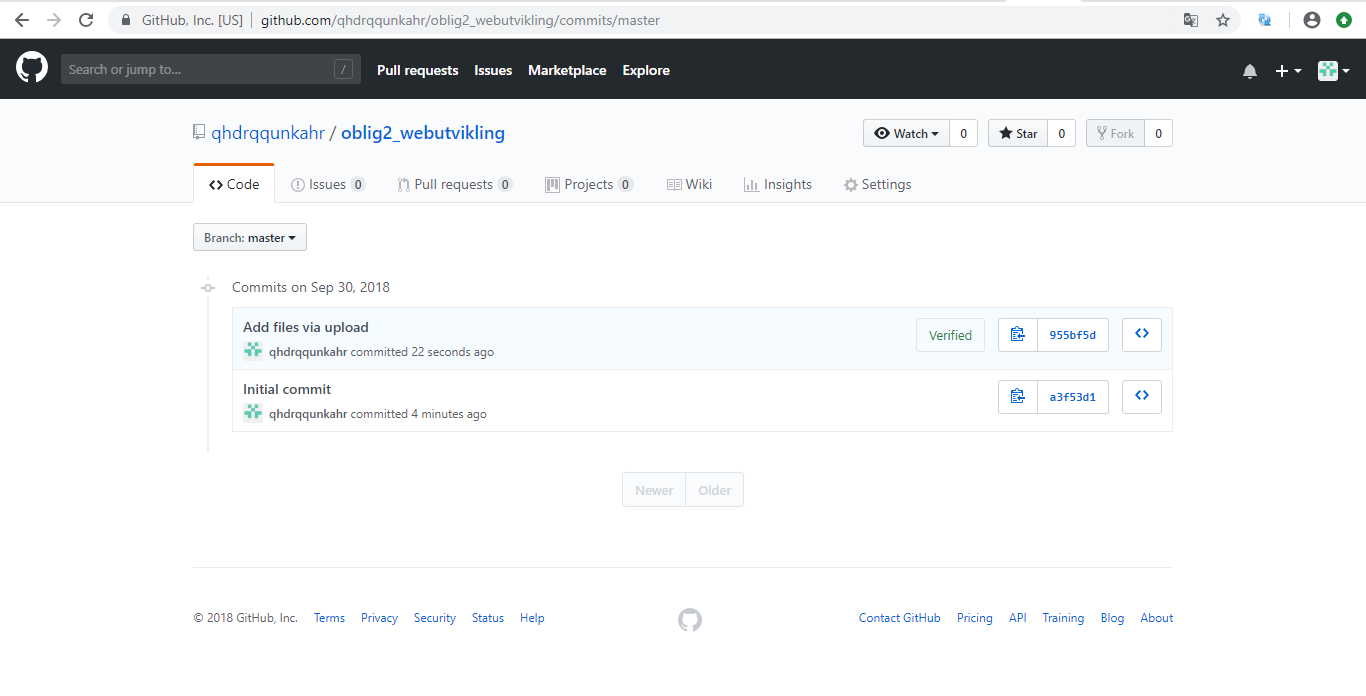 GitHub, Inc. [US] github.com/qhdrqqunkahr/oblig2_webutvikling/commits/master
Search or jump to... / Pull requests Issues Marketplace Explore
qhdrqqunkahr / oblig2_webutvikling Watch 0 Star 0 Fork 0
Code Issues 0 Pull requests 0 Projects 0 Wiki Insights Settings
Branch: master
Commits on Sep 30, 2018
Add files via upload
qhdrqqunkahr committed 22 seconds ago
Verified 955bf5d
Initial commit
qhdrqqunkahr committed 4 minutes ago
a3f53d1
Newer Older
© 2018 GitHub, Inc. Terms Privacy Security Status Help Contact GitHub Pricing API Training Blog About